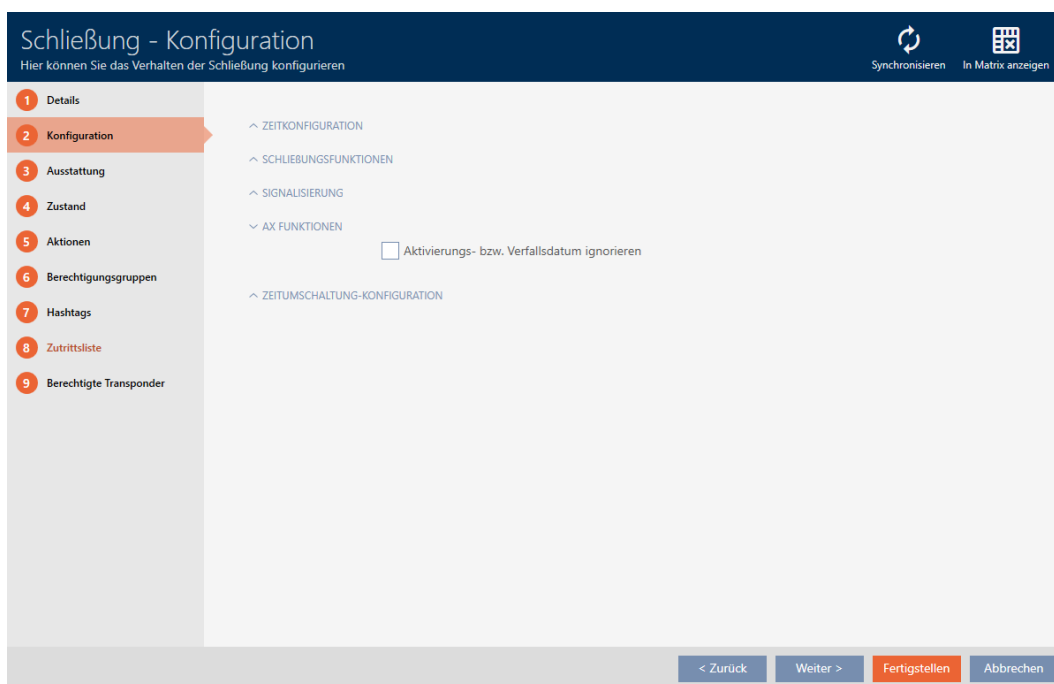 Schließung - Konfiguration
Hier können Sie das Verhalten der Schließung konfigurieren
Synchronisieren
In Matrix anzeigen
1 Details
2 Konfiguration
3 Ausstattung
4 Zustand
5 Aktionen
6 Berechtigungsgruppen
7 Hashtags
8 Zutrittsliste
9 Berechtigte Transponder
ZEITKONFIGURATION
SCHLIEßUNGSFUNKTIONEN
SIGNALISIERUNG
AX FUNKTIONEN
Aktivierungs- bzw. Verfallsdatum ignorieren
ZEITUMSCHALTUNG-KONFIGURATION
< Zurück
Weiter >
Fertigstellen
Abbrechen